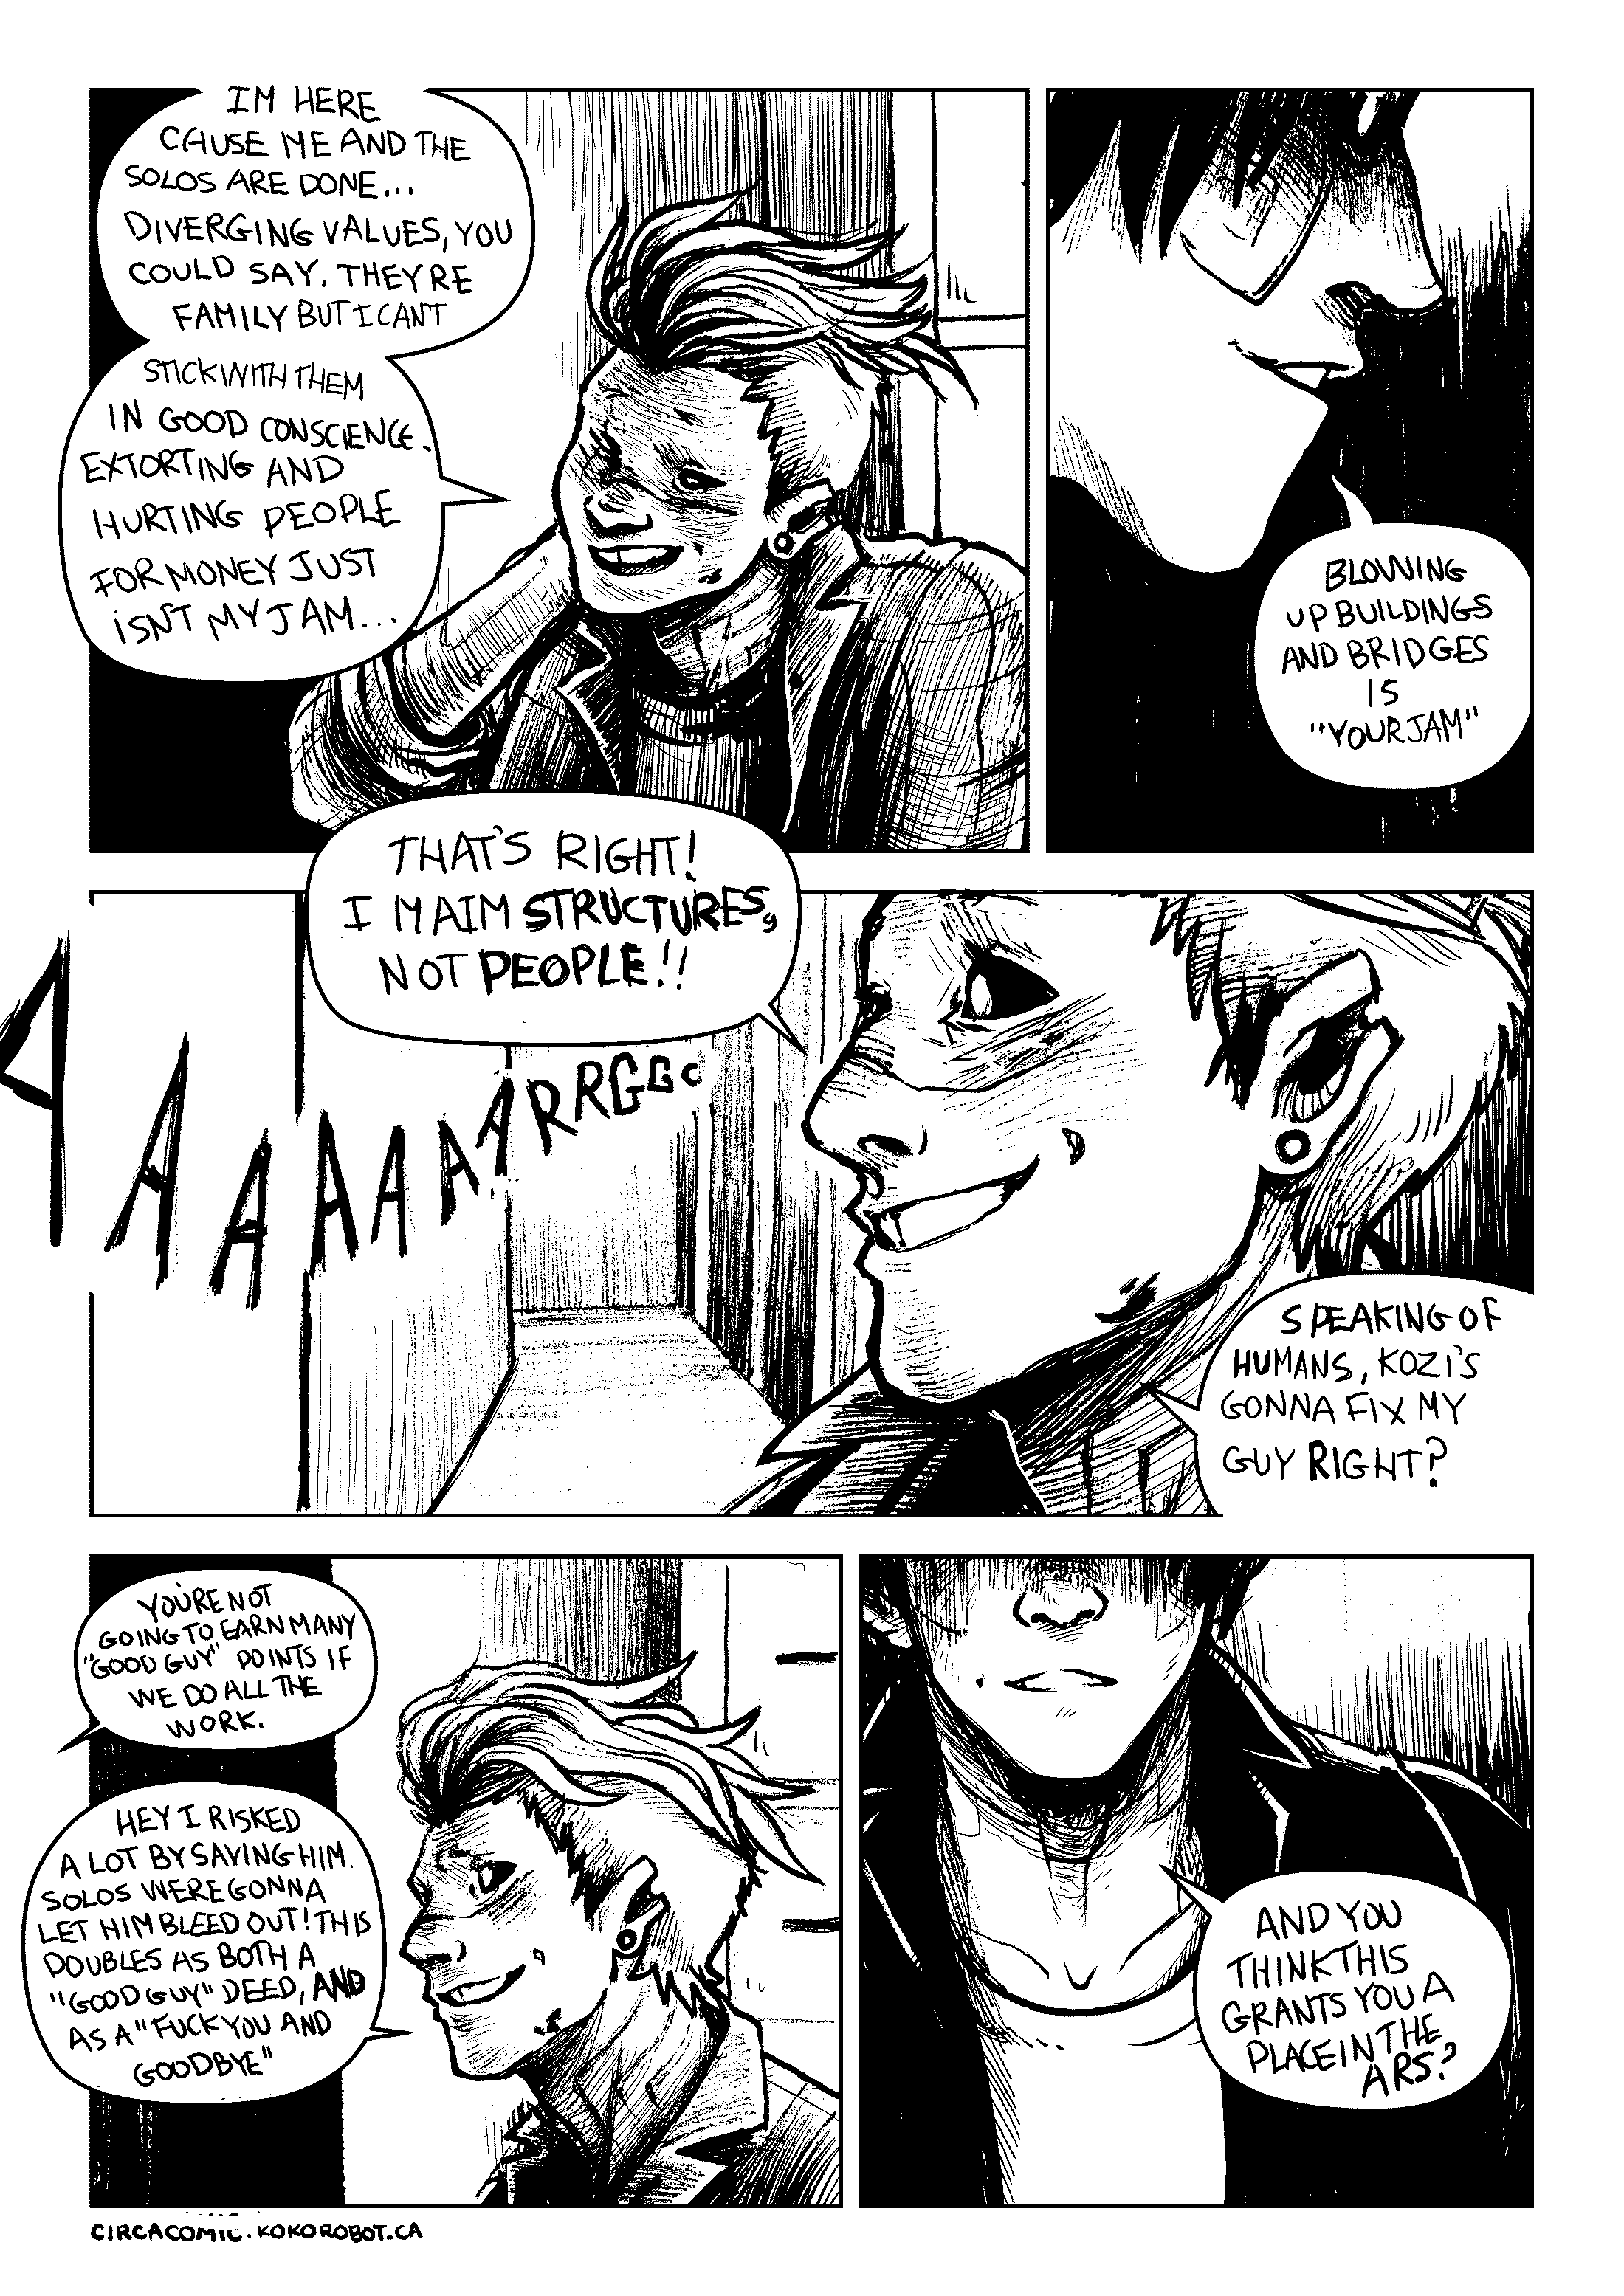 IM HERE
CAUSE ME AND THE
SOLOS ARE DONE...
DIVERGING VALUES, YOU
COULD SAY. THEY'RE
FAMILY BUT I CANT
STICK WITH THEM
IN GOOD CONSCIENCE.
EXTORTING AND
HURTING PEOPLE
FOR MONEY JUST
ISN'T MY JAM...
BLOWING
UP BUILDINGS
AND BRIDGES
IS
"YOUR JAM"
THAT'S RIGHT!
I MAIM STRUCTURES,
NOT PEOPLE!!
AAAAAAARRGGG
SPEAKING OF
HUMANS, KOZI'S
GONNA FIX MY
GUY RIGHT?
YOU'RE NOT
GOING TO EARN MANY
"GOOD GUY" POINTS IF
WE DO ALL THE
WORK.
HEY I RISKED
A LOT BY SAVING HIM.
SOLOS WERE GONNA
LET HIM BLEED OUT! THIS
DOUBLES AS BOTH A
"GOOD GUY" DEED, AND
AS A "FUCK YOU AND
GOODBYE"
AND YOU
THINK THIS
GRANTS YOU A
PLACE IN THE
ARS?
CIRCACOMIC.KOKOROBOT.CA